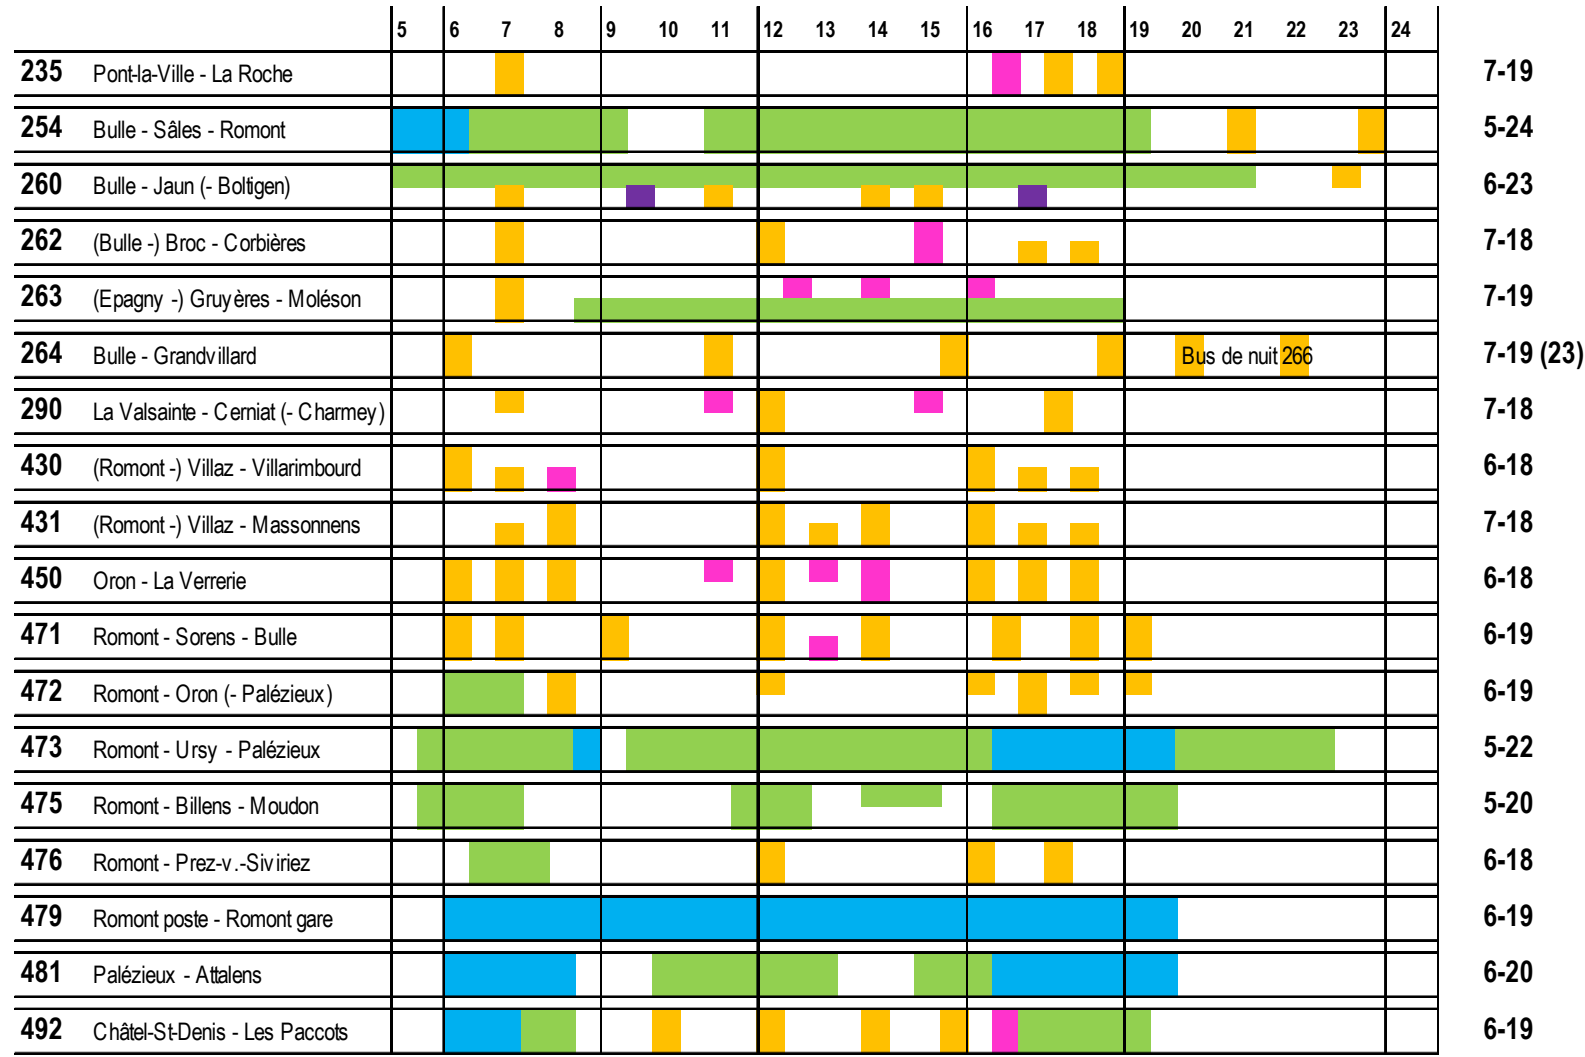 5 6 7 8 9 10 11 12 13 14 15 16 17 18 19 20 21 22 23 24
235 Pont-la-Ville - La Roche 7-19
254 Bulle - Sâles - Romont 5-24
260 Bulle - Jaun (- Boltigen) 6-23
262 (Bulle -) Broc - Corbières 7-18
263 (Epagny -) Gruyères - Moléson 7-19
264 Bulle - Grandvillard Bus de nuit 266 7-19 (23)
290 La Valsainte - Cerniat (- Charmey) 7-18
430 (Romont -) Villaz - Villarimbourd 6-18
431 (Romont -) Villaz - Massonnens 7-18
450 Oron - La Verrerie 6-18
471 Romont - Sorens - Bulle 6-19
472 Romont - Oron (- Palézieux) 6-19
473 Romont - Ursy - Palézieux 5-22
475 Romont - Billens - Moudon 5-20
476 Romont - Prez-v.-Siviriez 6-18
479 Romont poste - Romont gare 6-19
481 Palézieux - Attalens 6-20
492 Châtel-St-Denis - Les Paccots 6-19